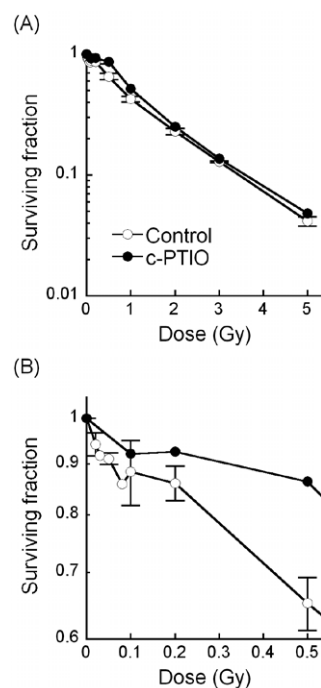 (A)
1
0.1
0.01
Surviving fraction
Control
c-PTIO
0 1 2 3 4 5
Dose (Gy)
(B)
1
0.9
0.8
0.7
0.6
Surviving fraction
0 0.1 0.2 0.3 0.4 0.5
Dose (Gy)